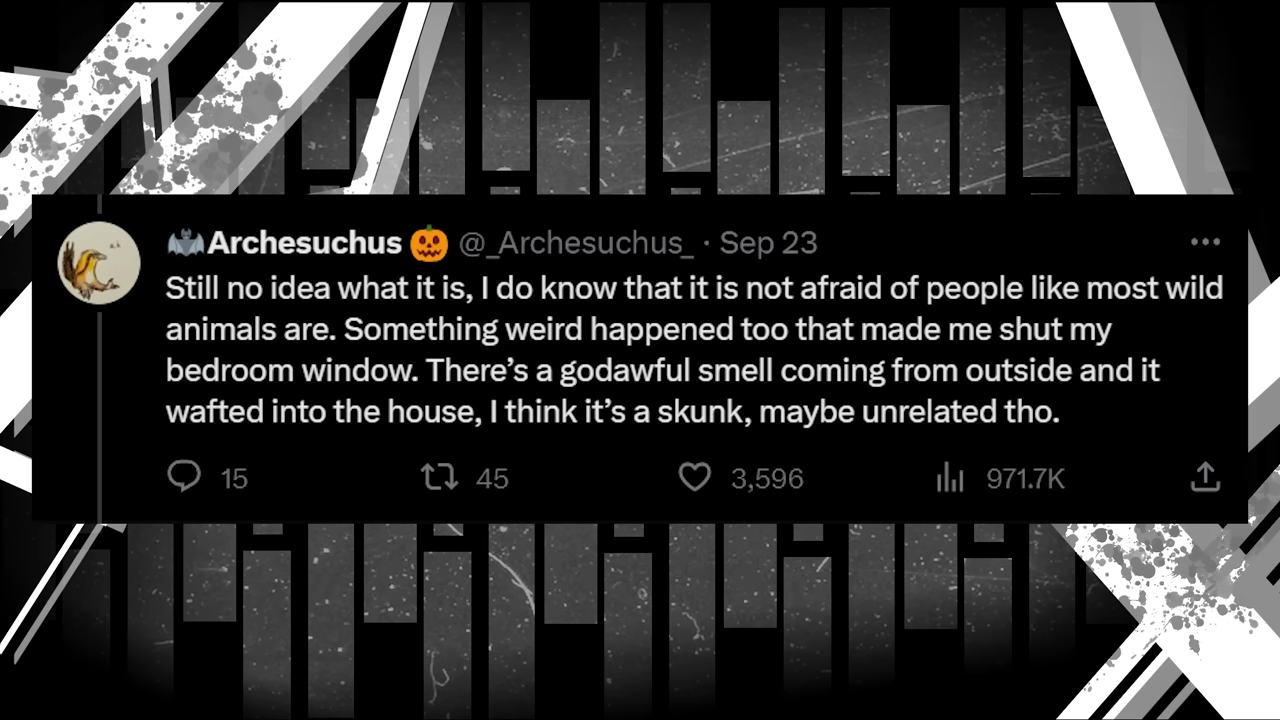 🦇Archesuchus 🎃 @_Archesuchus_ · Sep 23
Still no idea what it is, I do know that it is not afraid of people like most wild
animals are. Something weird happened too that made me shut my
bedroom window. There’s a godawful smell coming from outside and it
wafted into the house, I think it’s a skunk, maybe unrelated tho.
15 45 3,596 971.7K